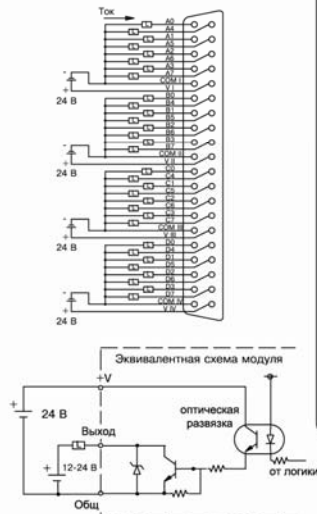 Ток
A0
A4
A1
A5
A2
A6
A3
A7
COM I
V I
24 В
B0
B4
B1
B5
B2
B6
B3
B7
COM II
V II
24 В
C0
C4
C1
C5
C2
C6
C3
C7
COM III
V III
24 В
D0
D4
D1
D5
D2
D6
D3
D7
COM IV
V IV
24 В
Эквивалентная схема модуля
+V
24 В
оптическая
развязка
Выход
L
12-24 В
от логики
Общ